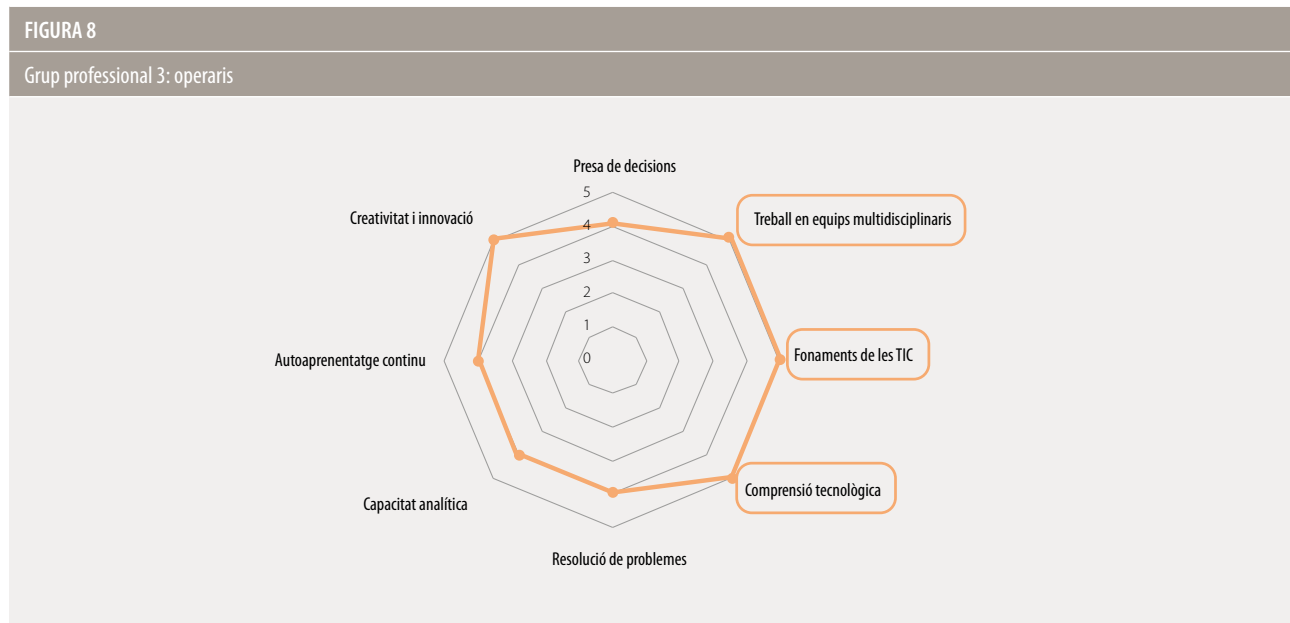 FIGURA 8
Grup professional 3: operaris
Presa de decisions
5
4
3
2
1
0
Creativitat i innovació
Treball en equips multidisciplinaris
Autoaprenentatge continu
Fonaments de les TIC
Capacitat analítica
Comprensió tecnològica
Resolució de problemes